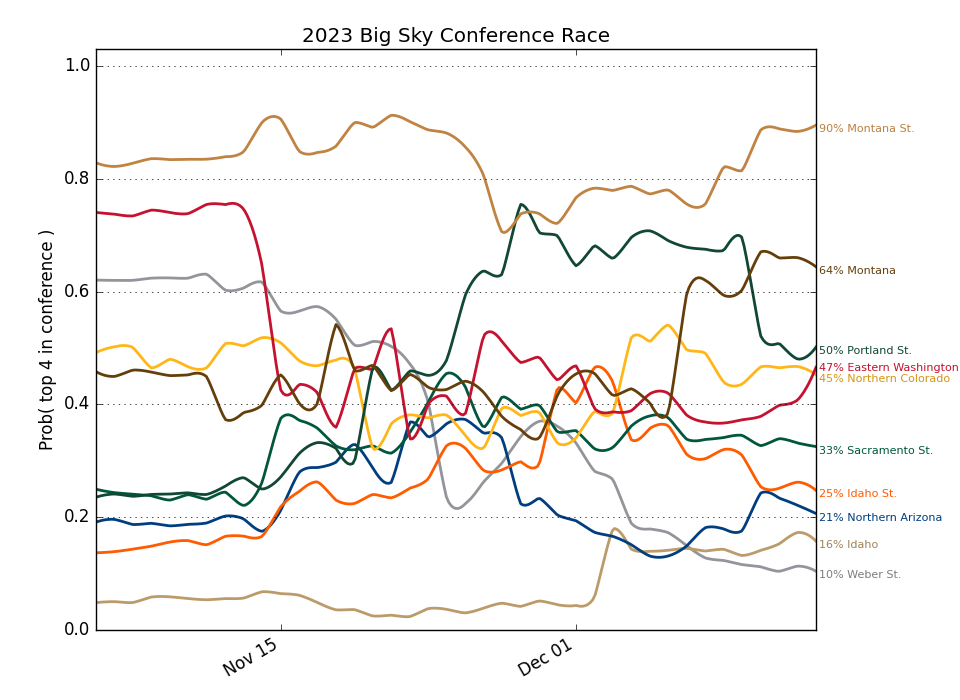 2023 Big Sky Conference Race
Prob( top 4 in conference )
1.0
0.8
0.6
0.4
0.2
0.0
Nov 15
Dec 01
90% Montana St.
64% Montana
50% Portland St.
47% Eastern Washington
45% Northern Colorado
33% Sacramento St.
25% Idaho St.
21% Northern Arizona
16% Idaho
10% Weber St.